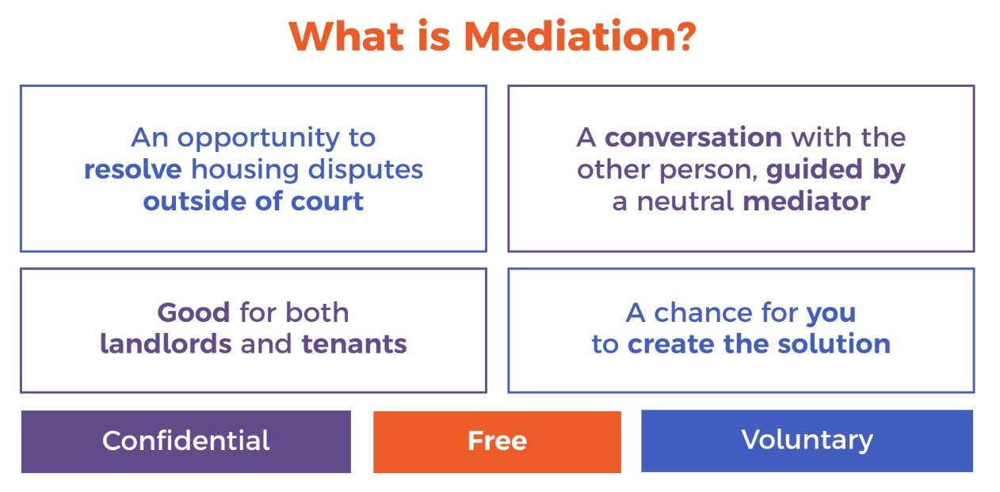 What is Mediation?
An opportunity to
resolve housing disputes
outside of court
A conversation with the
other person, guided by
a neutral mediator
Good for both
landlords and tenants
A chance for you
to create the solution
Confidential
Free
Voluntary